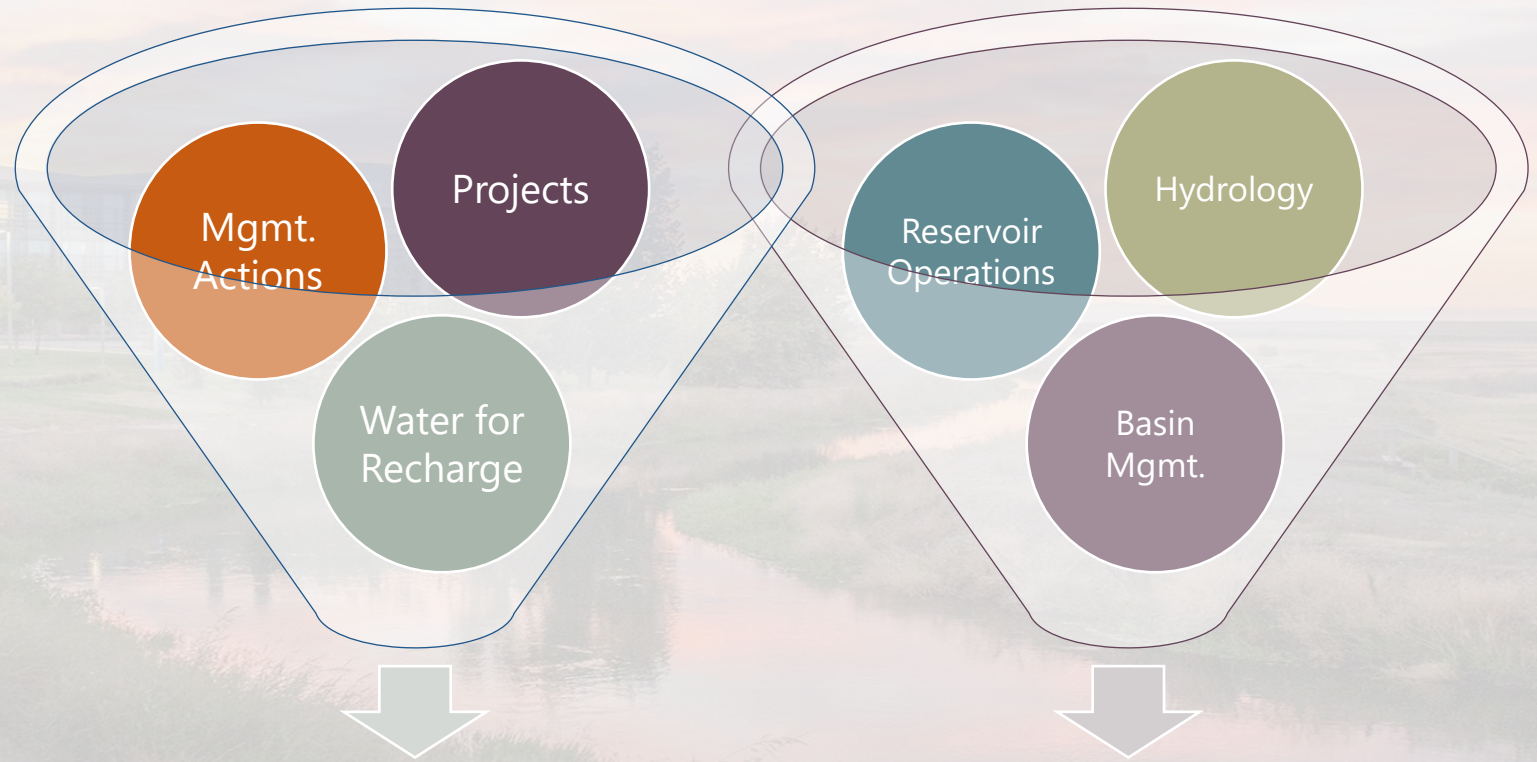 Mgmt.
Actions
Projects
Water for
Recharge
Reservoir
Operations
Hydrology
Basin
Mgmt.